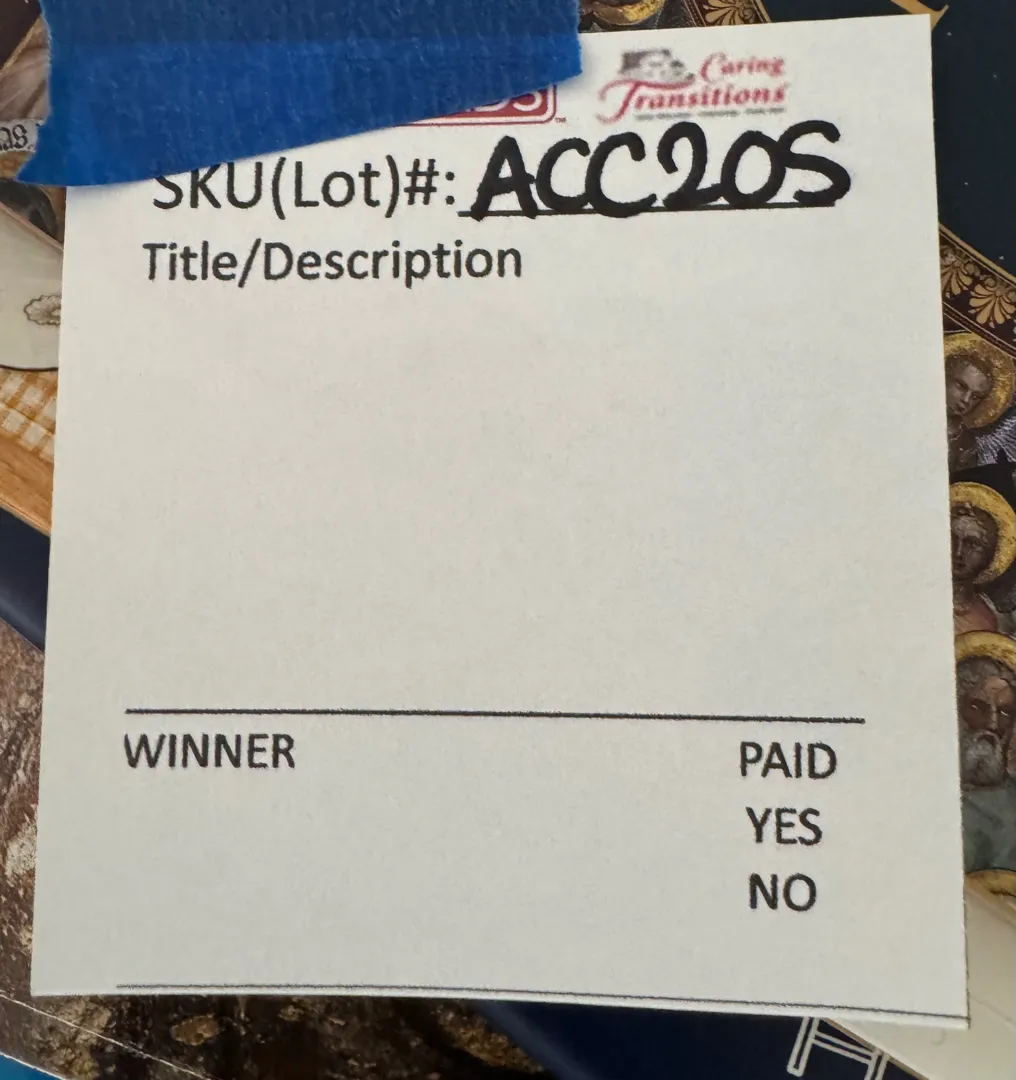 Caring
Transitions
SKU(Lot)#: ACC20S
Title/Description
WINNER PAID
YES
NO